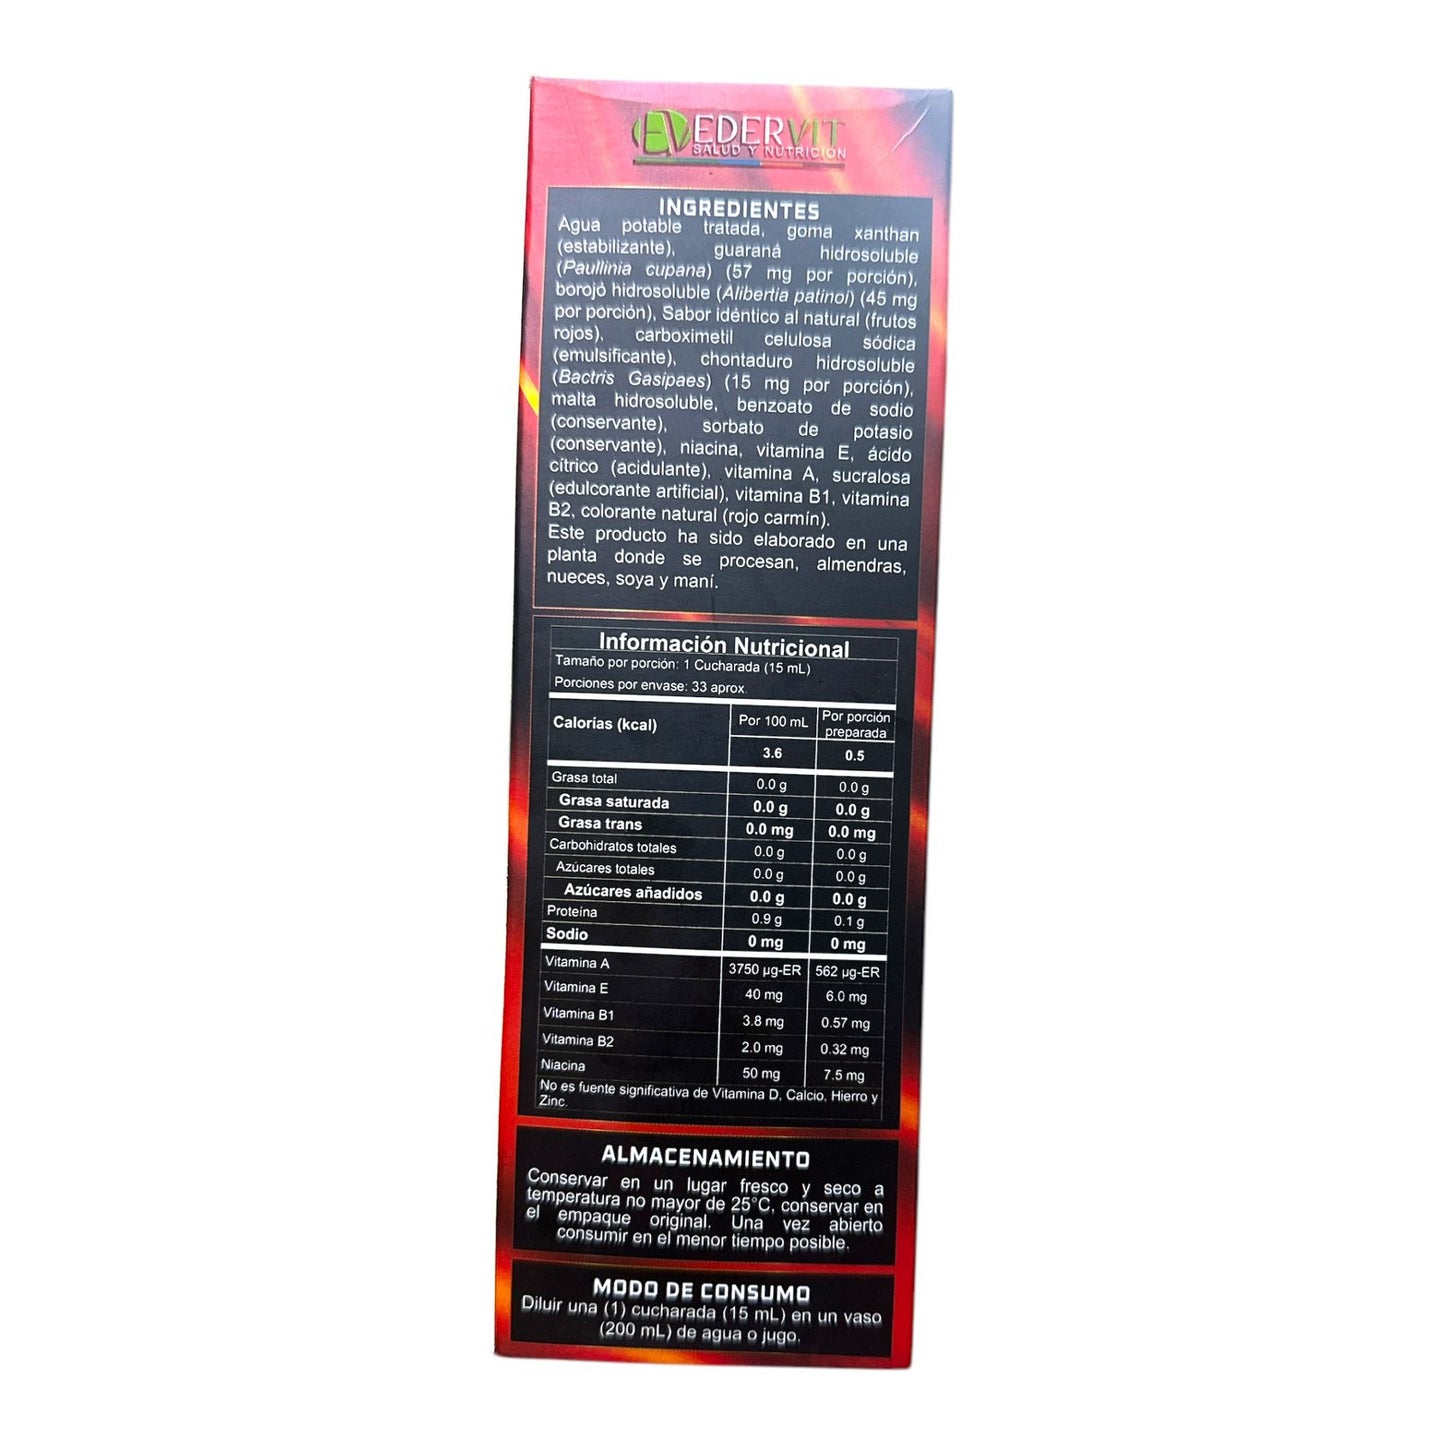 EDERVIT
SALUD Y NUTRICIÓN
INGREDIENTES
Agua potable tratada, goma xanthan
(estabilizante), guaraná hidrosoluble
(Paullinia cupana) (57 mg por porción),
borojó hidrosoluble (Alibertia patinoi) (45 mg
por porción), Sabor idéntico al natural (frutos
rojos), carboximetil celulosa sódica
(emulsificante), chontaduro hidrosoluble
(Bactris Gasipaes) (15 mg por porción),
malta hidrosoluble, benzoato de sodio
(conservante), sorbato de potasio
(conservante), niacina, vitamina E, ácido
cítrico (acidulante), vitamina A, sucralosa
(edulcorante artificial), vitamina B1, vitamina
B2, colorante natural (rojo carmín).
Este producto ha sido elaborado en una
planta donde se procesan, almendras,
nueces, soya y maní.
Información Nutricional
Tamaño por porción: 1 Cucharada (15 mL)
Porciones por envase: 33 aprox.
Calorías (kcal) Por 100 mL Por porción preparada
3.6 0.5
Grasa total 0.0 g 0.0 g
Grasa saturada 0.0 g 0.0 g
Grasa trans 0.0 mg 0.0 mg
Carbohidratos totales 0.0 g 0.0 g
Azúcares totales 0.0 g 0.0 g
Azúcares añadidos 0.0 g 0.0 g
Proteína 0.9 g 0.1 g
Sodio 0 mg 0 mg
Vitamina A 3750 µg-ER 562 µg-ER
Vitamina E 40 mg 6.0 mg
Vitamina B1 3.8 mg 0.57 mg
Vitamina B2 2.0 mg 0.32 mg
Niacina 50 mg 7.5 mg
No es fuente significativa de Vitamina D, Calcio, Hierro y
Zinc.
ALMACENAMIENTO
Conservar en un lugar fresco y seco a
temperatura no mayor de 25°C, conservar en
el empaque original. Una vez abierto
consumir en el menor tiempo posible.
MODO DE CONSUMO
Diluir una (1) cucharada (15 mL) en un vaso
(200 mL) de agua o jugo.